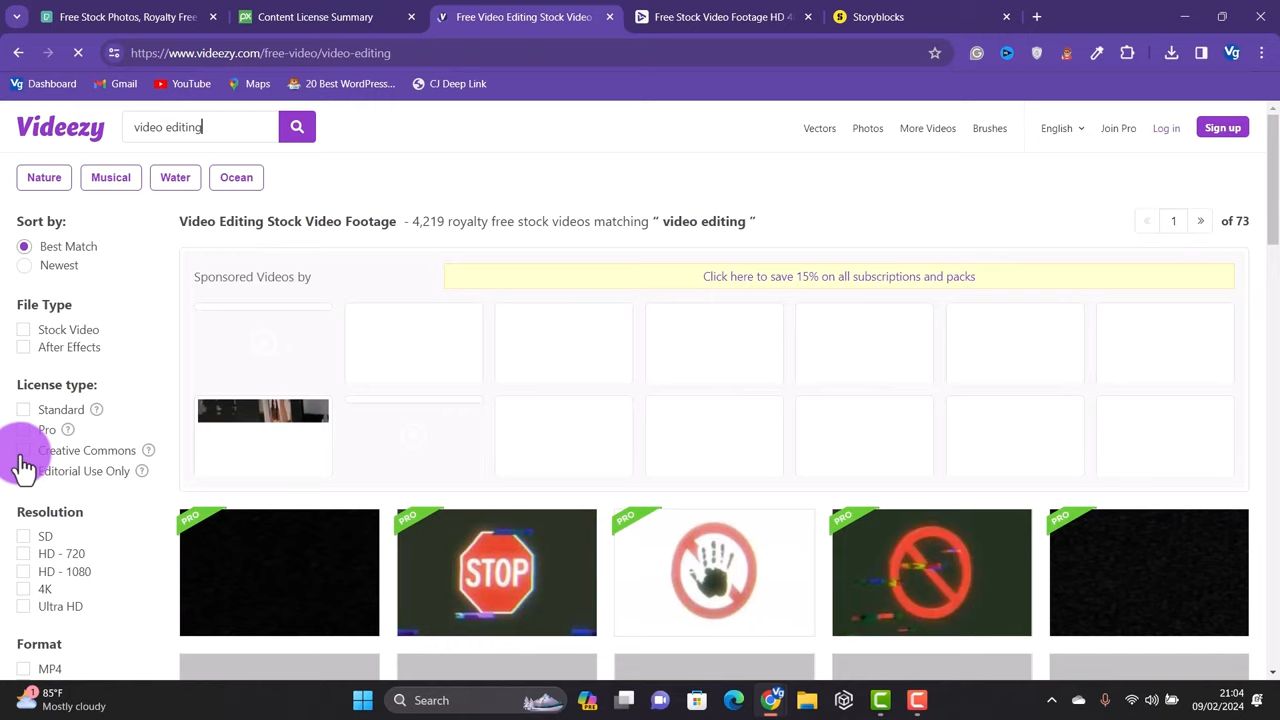 Free Stock Photos, Royalty Free
Content License Summary
Free Video Editing Stock Video
Free Stock Video Footage HD 4
Storyblocks
https://www.videezy.com/free-video/video-editing
Dashboard
Gmail
YouTube
Maps
20 Best WordPress...
CJ Deep Link
Videezy
video editing
Vectors
Photos
More Videos
Brushes
English
Join Pro
Log in
Sign up
Nature
Musical
Water
Ocean
Sort by:
Best Match
Newest
Video Editing Stock Video Footage - 4,219 royalty free stock videos matching “ video editing ”
« 1 » of 73
Sponsored Videos by
Click here to save 15% on all subscriptions and packs
File Type
Stock Video
After Effects
License type:
Standard ?
Pro ?
Creative Commons ?
Editorial Use Only ?
Resolution
SD
HD - 720
HD - 1080
4K
Ultra HD
Format
MP4
PRO
PRO
STOP
PRO
PRO
PRO
1
85°F
Mostly cloudy
Search
PRE
21:04
09/02/2024